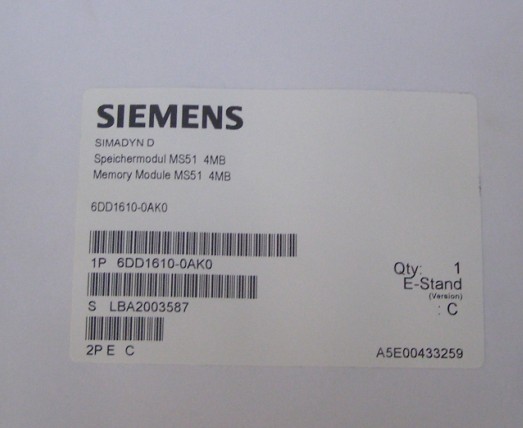 SIEMENS
SIMADYN D
Speichermodul MS51 4MB
Memory Module MS51 4MB
6DD1610-0AK0
1P 6DD1610-0AK0
Qty: 1
E-Stand
(Version)
: C
S LBA2003587
2P E C
A5E00433259